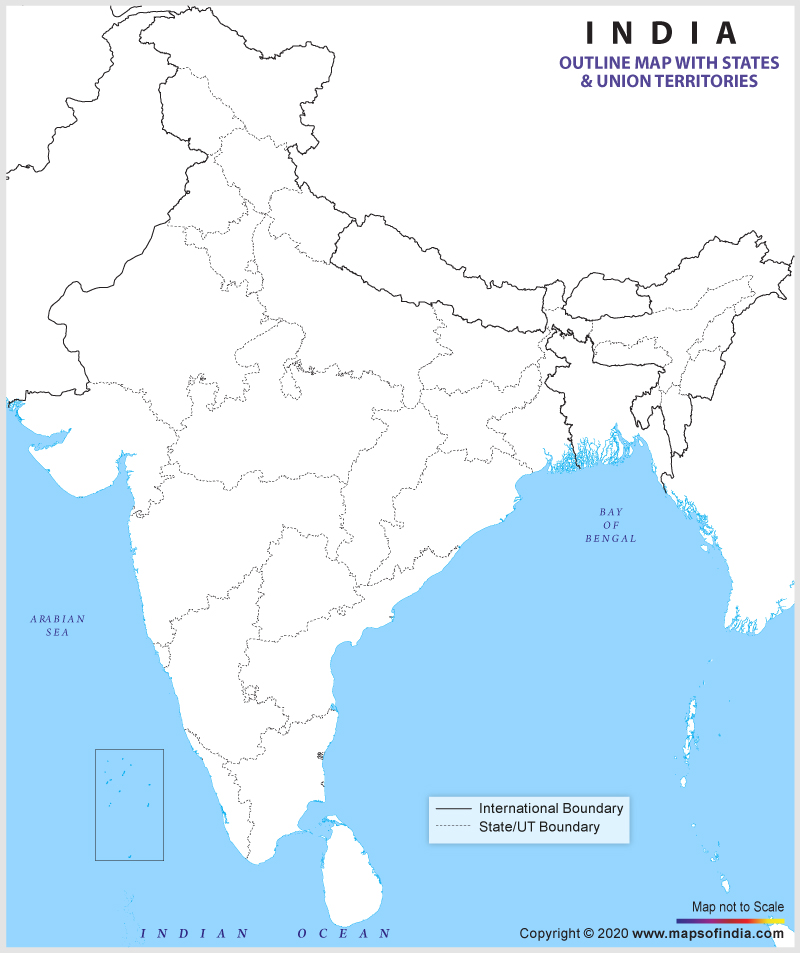 INDIA
OUTLINE MAP WITH STATES
& UNION TERRITORIES
BAY
OF
BENGAL
ARABIAN
SEA
International Boundary
State/UT Boundary
Map not to Scale
INDIAN OCEAN
Copyright © 2020 www.mapsofindia.com